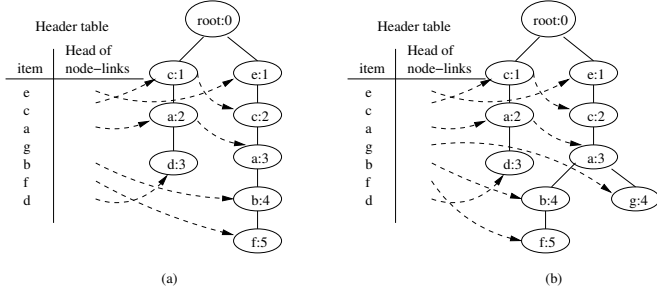 Header table
item
Head of
node−links
e
c
a
g
b
f
d
root:0
c:1
e:1
a:2
c:2
d:3
a:3
b:4
f:5
(a)
Header table
item
Head of
node−links
e
c
a
g
b
f
d
root:0
c:1
e:1
a:2
c:2
d:3
a:3
b:4
g:4
f:5
(b)